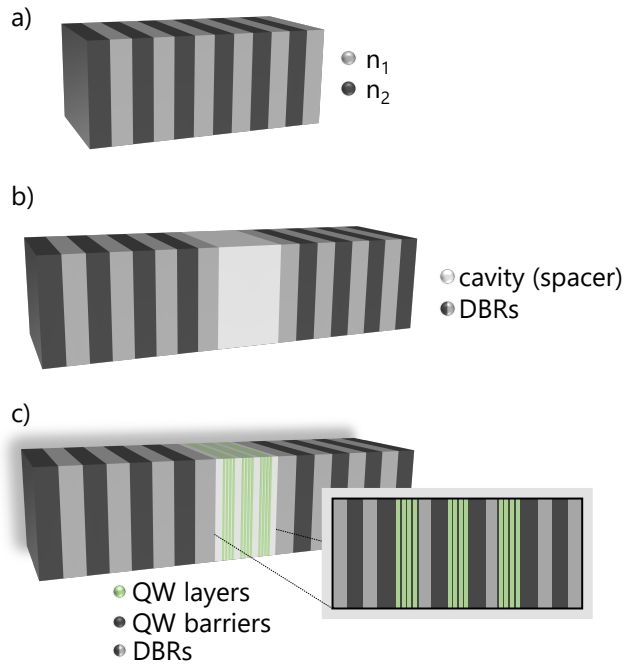 a)
n₁
n₂
b)
cavity (spacer)
DBRs
c)
QW layers
QW barriers
DBRs